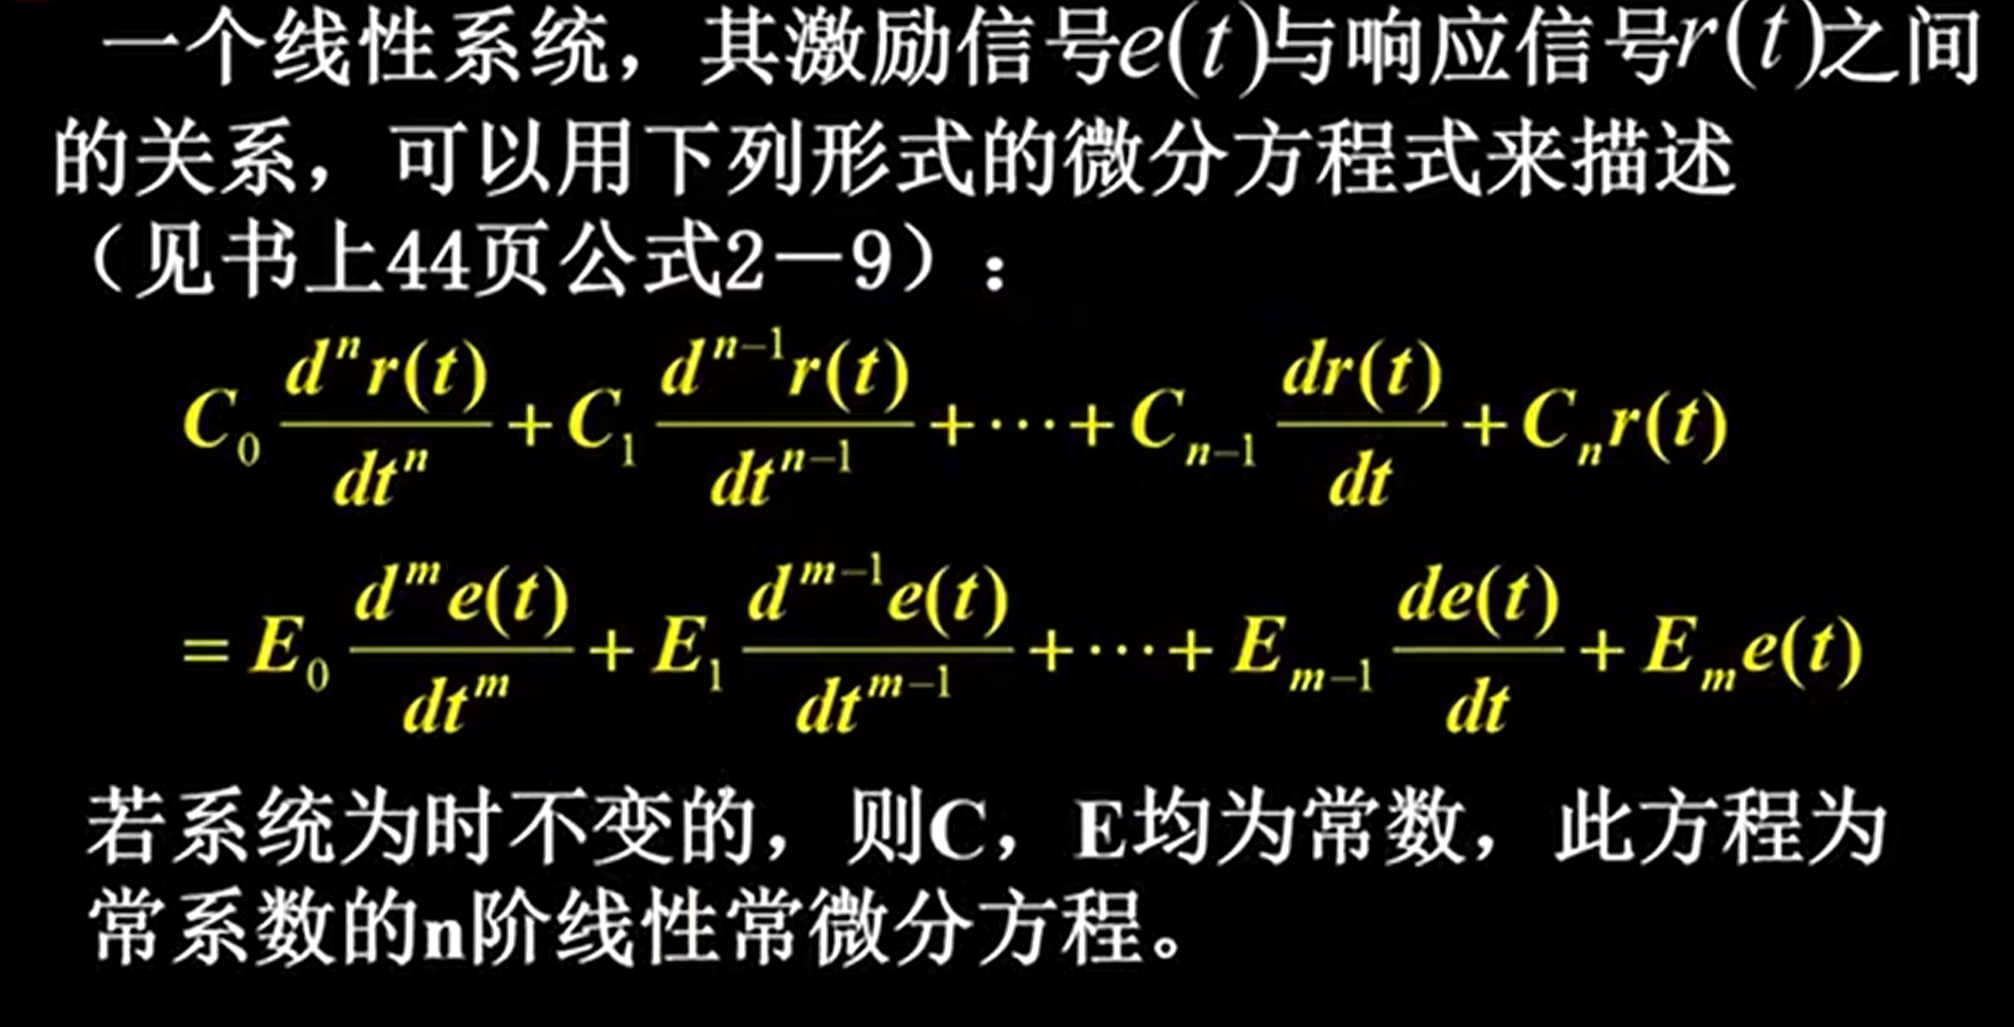 一个线性系统，其激励信号e(t)与响应信号r(t)之间
的关系，可以用下列形式的微分方程式来描述
（见书上44页公式2－9）：
$C_0 \frac{d^n r(t)}{dt^n} + C_1 \frac{d^{n-1} r(t)}{dt^{n-1}} + \cdots + C_{n-1} \frac{dr(t)}{dt} + C_n r(t)$
$= E_0 \frac{d^m e(t)}{dt^m} + E_1 \frac{d^{m-1} e(t)}{dt^{m-1}} + \cdots + E_{m-1} \frac{de(t)}{dt} + E_m e(t)$
若系统为时不变的，则C，E均为常数，此方程为
常系数的n阶线性常微分方程。